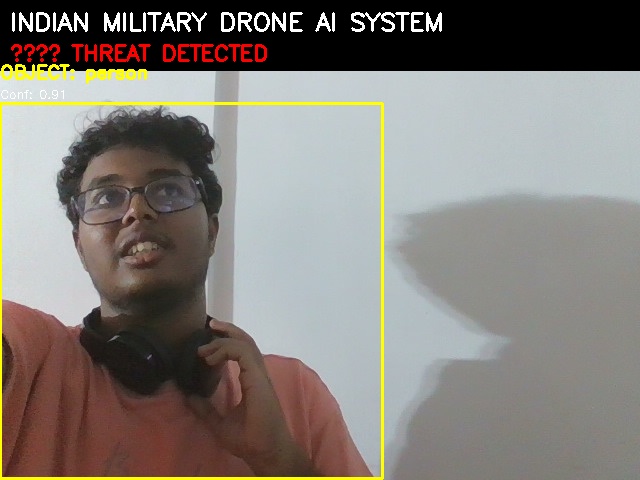 INDIAN MILITARY DRONE AI SYSTEM
???? THREAT DETECTED
OBJECT: person
Conf: 0.91